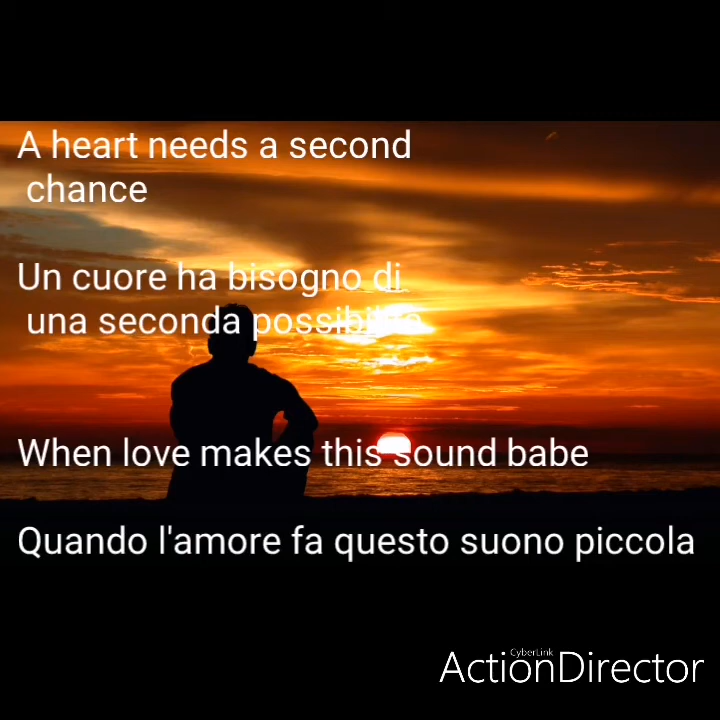 A heart needs a second
chance
Un cuore ha bisogno di
una seconda possibilità
When love makes this sound babe
Quando l'amore fa questo suono piccola
CyberLink
ActionDirector